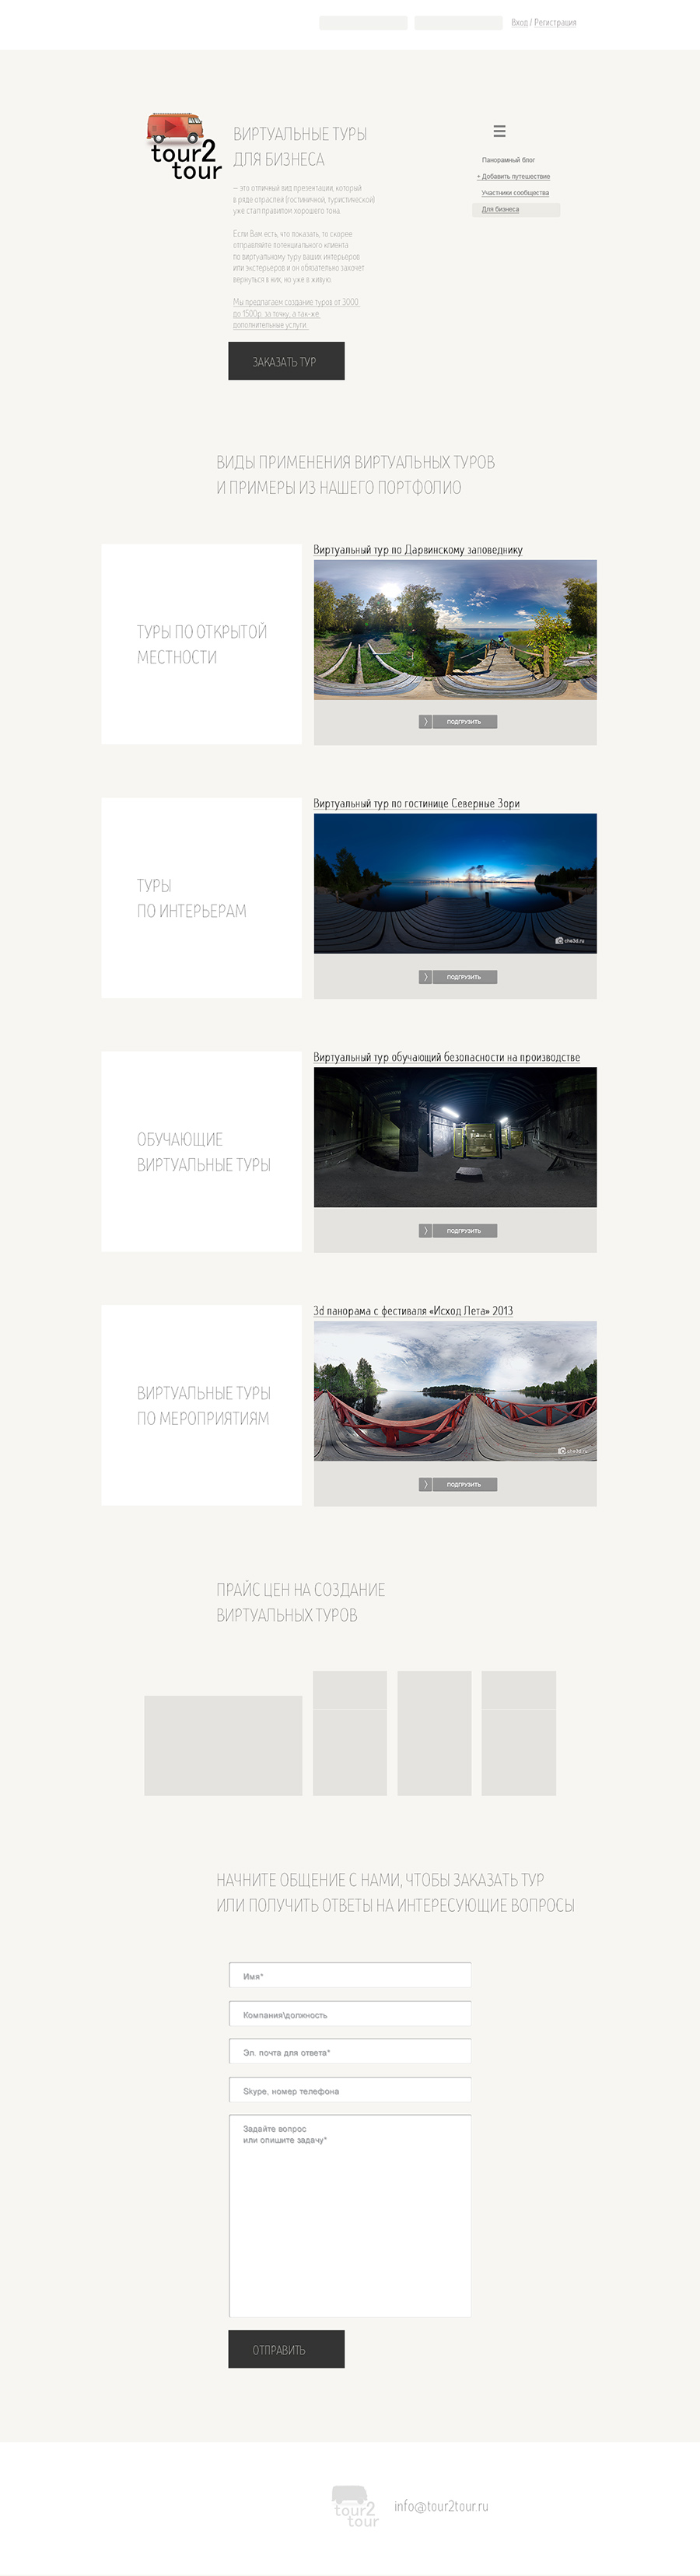 Вход / Регистрация
tour2
tour
ВИРТУАЛЬНЫЕ ТУРЫ
ДЛЯ БИЗНЕСА
– это отличный вид презентации, который
в ряде отраслей (гостиничной, туристической)
уже стал правилом хорошего тона.
Если Вам есть, что показать, то скорее
отправляйте потенциального клиента
по виртуальному туру ваших интерьеров
или экстерьеров и он обязательно захочет
вернуться в них, но уже в живую.
Мы предлагаем создание туров от 3000
до 1500р. за точку, а так-же
дополнительные услуги.
ЗАКАЗАТЬ ТУР
Панорамный блог
+ Добавить путешествие
Участники сообщества
Для бизнеса
ВИДЫ ПРИМЕНЕНИЯ ВИРТУАЛЬНЫХ ТУРОВ
И ПРИМЕРЫ ИЗ НАШЕГО ПОРТФОЛИО
ТУРЫ ПО ОТКРЫТОЙ
МЕСТНОСТИ
Виртуальный тур по Дарвинскому заповеднику
ПОДГРУЗИТЬ
ТУРЫ
ПО ИНТЕРЬЕРАМ
Виртуальный тур по гостинице Северные Зори
che3d.ru
ПОДГРУЗИТЬ
ОБУЧАЮЩИЕ
ВИРТУАЛЬНЫЕ ТУРЫ
Виртуальный тур обучающий безопасности на производстве
ПОДГРУЗИТЬ
ВИРТУАЛЬНЫЕ ТУРЫ
ПО МЕРОПРИЯТИЯМ
3d панорама с фестиваля «Исход Лета» 2013
che3d.ru
ПОДГРУЗИТЬ
ПРАЙС ЦЕН НА СОЗДАНИЕ
ВИРТУАЛЬНЫХ ТУРОВ
НАЧНИТЕ ОБЩЕНИЕ С НАМИ, ЧТОБЫ ЗАКАЗАТЬ ТУР
ИЛИ ПОЛУЧИТЬ ОТВЕТЫ НА ИНТЕРЕСУЮЩИЕ ВОПРОСЫ
Имя*
Компания\должность
Эл. почта для ответа*
Skype, номер телефона
Задайте вопрос
или опишите задачу*
ОТПРАВИТЬ
tour2
tour
info@tour2tour.ru